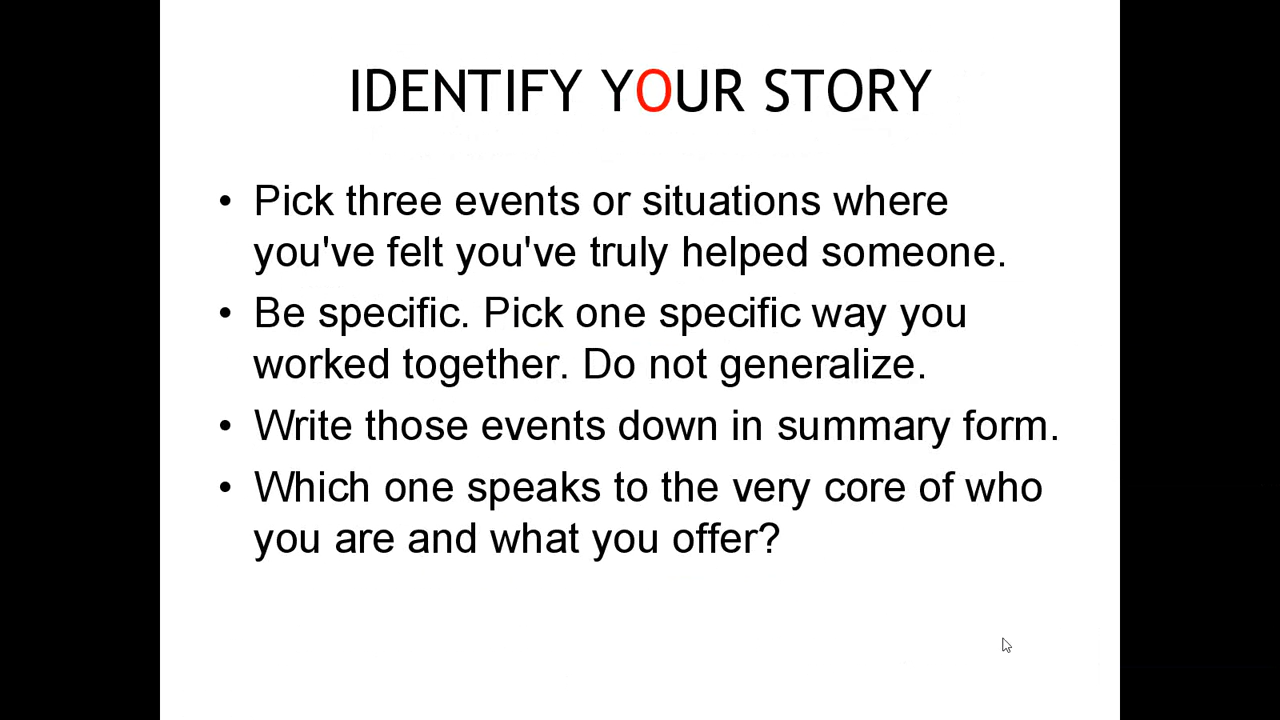 IDENTIFY YOUR STORY
• Pick three events or situations where
you've felt you've truly helped someone.
• Be specific. Pick one specific way you
worked together. Do not generalize.
• Write those events down in summary form.
• Which one speaks to the very core of who
you are and what you offer?